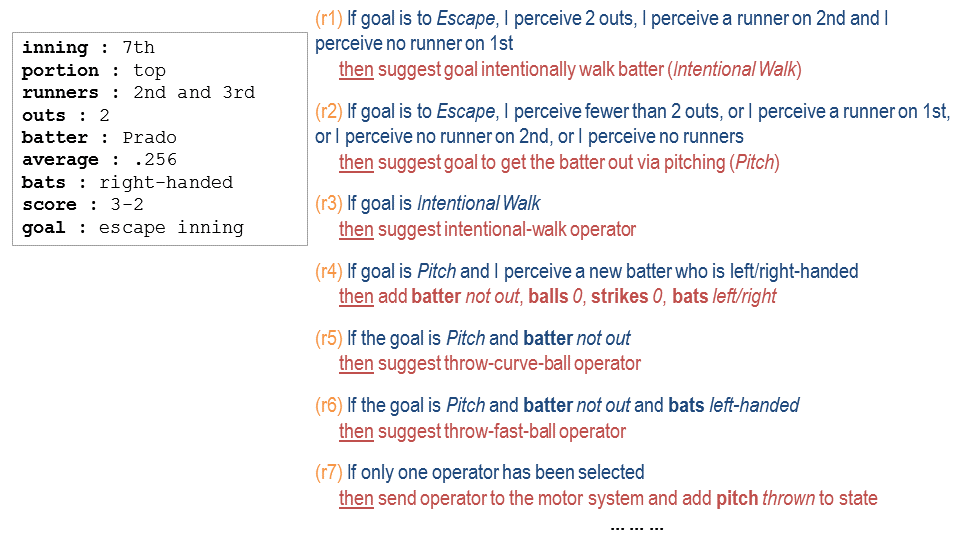 inning : 7th
portion : top
runners : 2nd and 3rd
outs : 2
batter : Prado
average : .256
bats : right-handed
score : 3-2
goal : escape inning
(r1) If goal is to Escape, I perceive 2 outs, I perceive a runner on 2nd and I
perceive no runner on 1st
then suggest goal intentionally walk batter (Intentional Walk)
(r2) If goal is to Escape, I perceive fewer than 2 outs, or I perceive a runner on 1st,
or I perceive no runner on 2nd, or I perceive no runners
then suggest goal to get the batter out via pitching (Pitch)
(r3) If goal is Intentional Walk
then suggest intentional-walk operator
(r4) If goal is Pitch and I perceive a new batter who is left/right-handed
then add batter not out, balls 0, strikes 0, bats left/right
(r5) If the goal is Pitch and batter not out
then suggest throw-curve-ball operator
(r6) If the goal is Pitch and batter not out and bats left-handed
then suggest throw-fast-ball operator
(r7) If only one operator has been selected
then send operator to the motor system and add pitch thrown to state
... ... ...